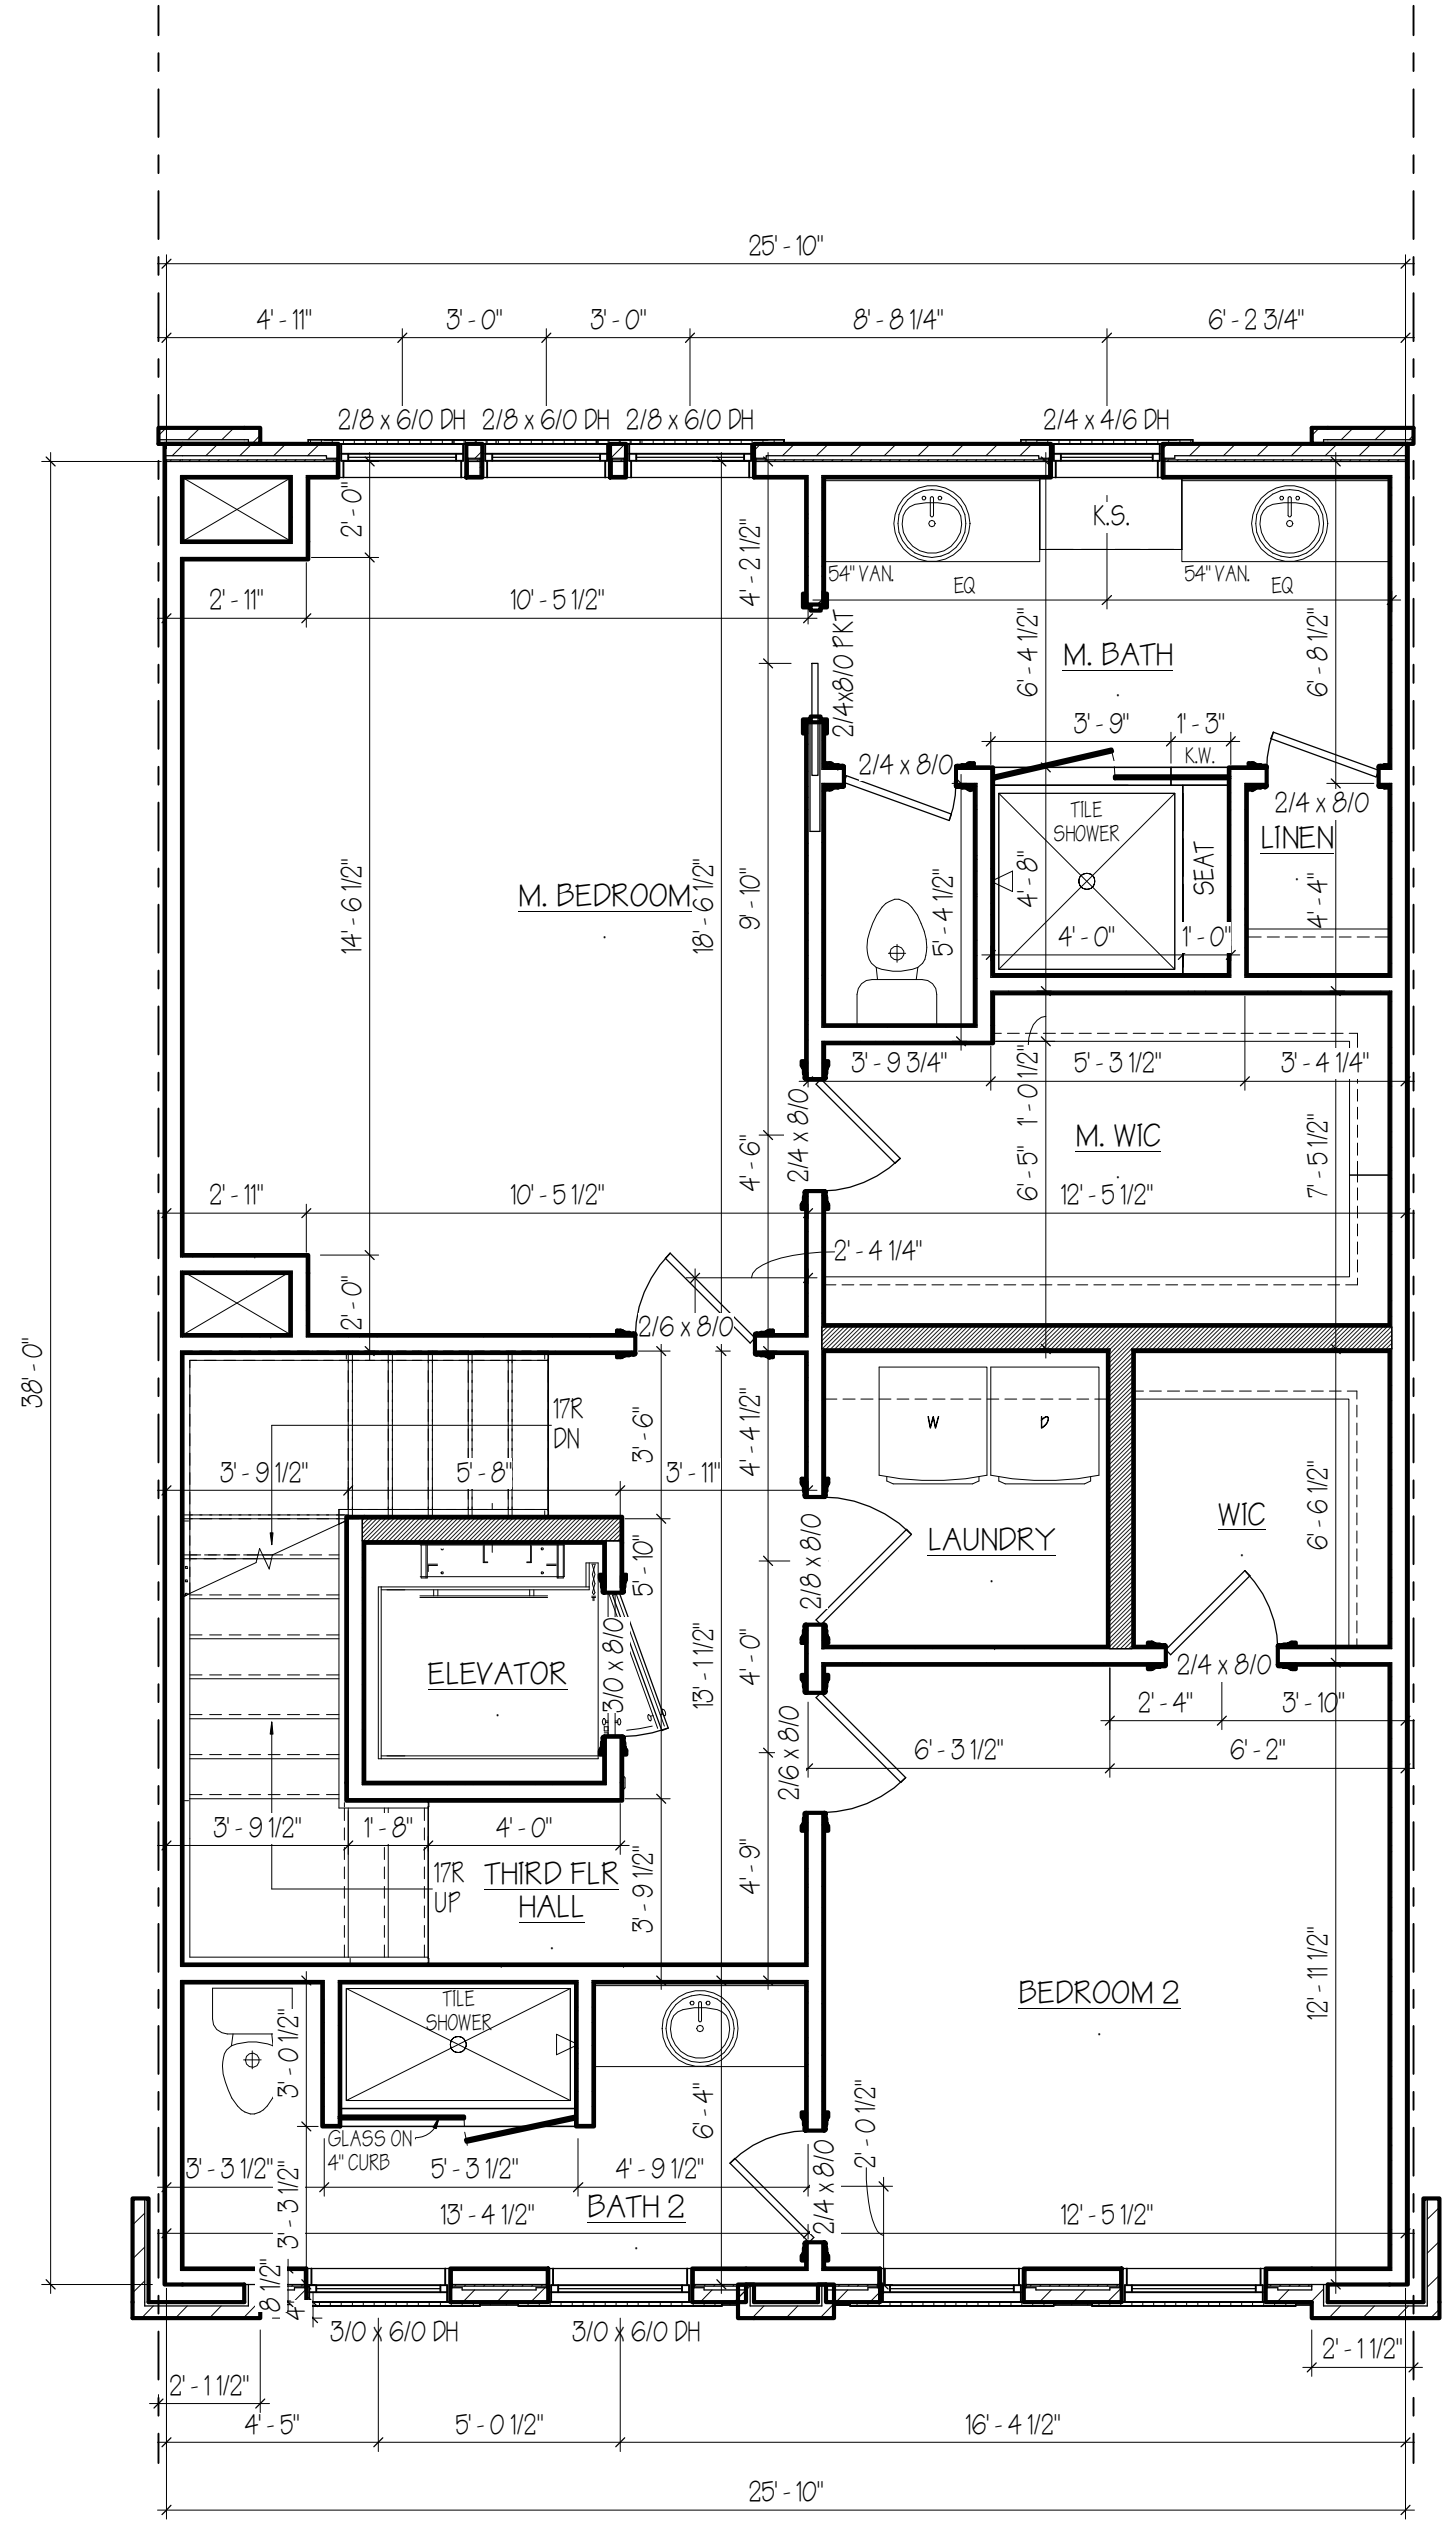 25' - 10"
4' - 11"
3' - 0"
3' - 0"
8' - 8 1/4"
6' - 2 3/4"
2/8 x 6/0 DH
2/8 x 6/0 DH
2/8 x 6/0 DH
2/4 x 4/6 DH
2' - 0"
4' - 2 1/2"
K.S.
54" VAN.
EQ
54" VAN.
EQ
2' - 11"
10' - 5 1/2"
2/4x8/0 PKT
6' - 4 1/2"
M. BATH
6' - 8 1/2"
3' - 9"
1' - 3"
K.W.
2/4 x 8/0
2/4 x 8/0
TILE
SHOWER
LINEN
SEAT
4' - 8"
4' - 4"
M. BEDROOM
14' - 6 1/2"
18' - 6 1/2"
9' - 10"
5' - 4 1/2"
4' - 0"
1' - 0"
3' - 9 3/4"
5' - 3 1/2"
3' - 4 1/4"
1' - 0 1/2"
2/4 x 8/0
M. WIC
4' - 6"
6' - 5"
7' - 5 1/2"
2' - 11"
10' - 5 1/2"
12' - 5 1/2"
2' - 4 1/4"
2' - 0"
2/6 x 8/0
38' - 0"
17R
DN
3' - 6"
4' - 4 1/2"
W
D
3' - 9 1/2"
5' - 8"
3' - 11"
WIC
6' - 6 1/2"
LAUNDRY
5' - 10"
2/8 x 8/0
3/0 x 8/0
ELEVATOR
13' - 1 1/2"
4' - 0"
2/4 x 8/0
2' - 4"
3' - 10"
2/6 x 8/0
6' - 3 1/2"
6' - 2"
3' - 9 1/2"
1' - 8"
4' - 0"
17R
UP
THIRD FLR
HALL
3' - 9 1/2"
4' - 9"
12' - 11 1/2"
BEDROOM 2
TILE
SHOWER
3' - 0 1/2"
6' - 4"
2' - 0 1/2"
GLASS ON
4" CURB
3' - 3 1/2"
3' - 3 1/2"
5' - 3 1/2"
4' - 9 1/2"
2/4 x 8/0
BATH 2
13' - 4 1/2"
12' - 5 1/2"
8 1/2"
4"
3/0 x 6/0 DH
3/0 x 6/0 DH
2' - 1 1/2"
2' - 1 1/2"
4' - 5"
5' - 0 1/2"
16' - 4 1/2"
25' - 10"